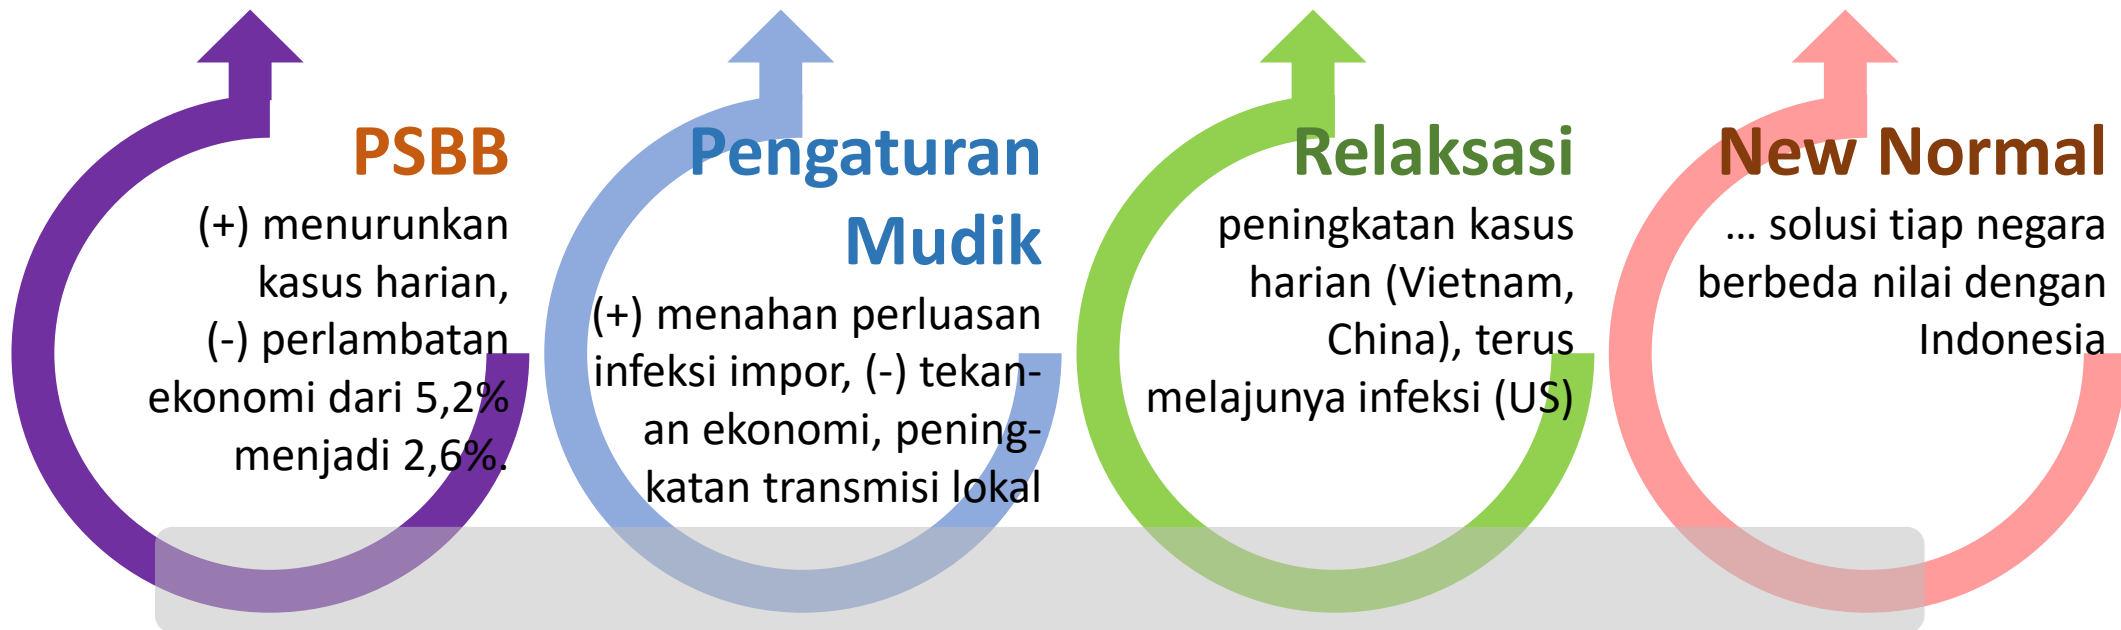 PSBB
(+) menurunkan
kasus harian,
(-) perlambatan
ekonomi dari 5,2%
menjadi 2,6%.
Pengaturan
Mudik
(+) menahan perluasan
infeksi impor, (-) tekan-
an ekonomi, pening-
katan transmisi lokal
Relaksasi
peningkatan kasus
harian (Vietnam,
China), terus
melajunya infeksi (US)
New Normal
... solusi tiap negara
berbeda nilai dengan
Indonesia